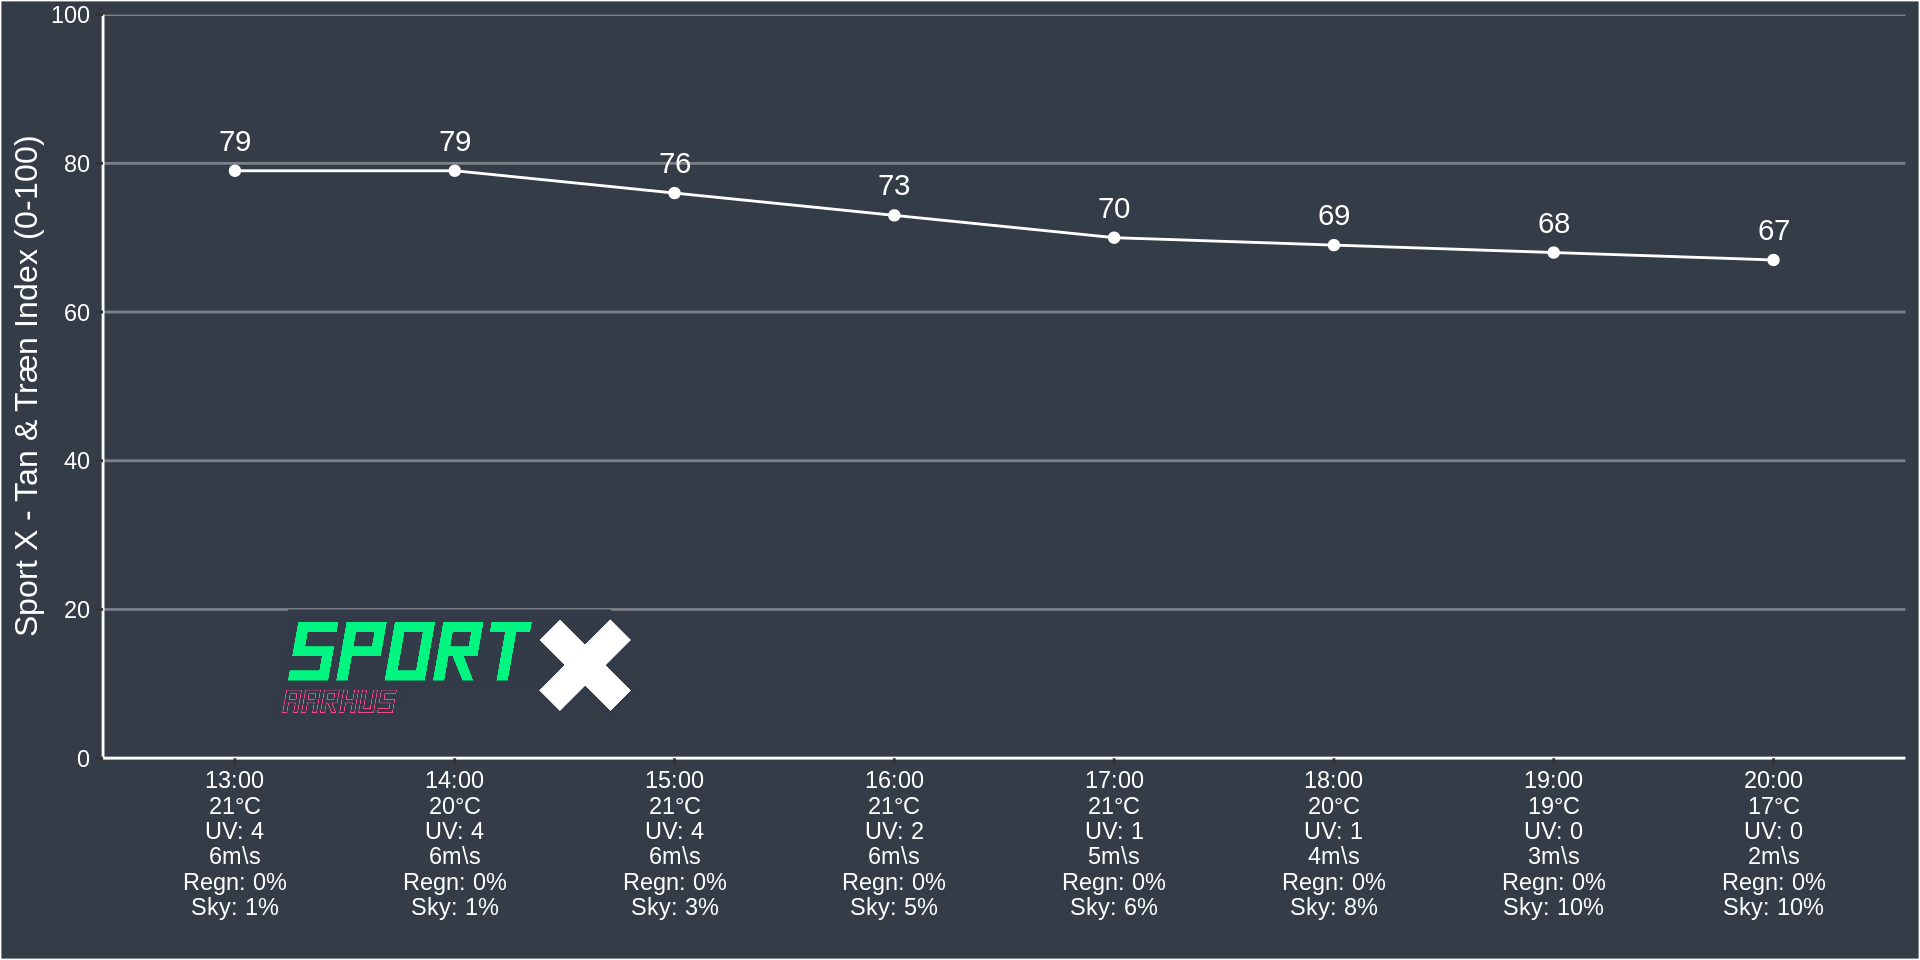 Sport X - Tan & Træn Index (0-100)
100
80
60
40
20
0
79
79
76
73
70
69
68
67
SPORT X
AARHUS
13:00
21°C
UV: 4
6m\s
Regn: 0%
Sky: 1%
14:00
20°C
UV: 4
6m\s
Regn: 0%
Sky: 1%
15:00
21°C
UV: 4
6m\s
Regn: 0%
Sky: 3%
16:00
21°C
UV: 2
6m\s
Regn: 0%
Sky: 5%
17:00
21°C
UV: 1
5m\s
Regn: 0%
Sky: 6%
18:00
20°C
UV: 1
4m\s
Regn: 0%
Sky: 8%
19:00
19°C
UV: 0
3m\s
Regn: 0%
Sky: 10%
20:00
17°C
UV: 0
2m\s
Regn: 0%
Sky: 10%